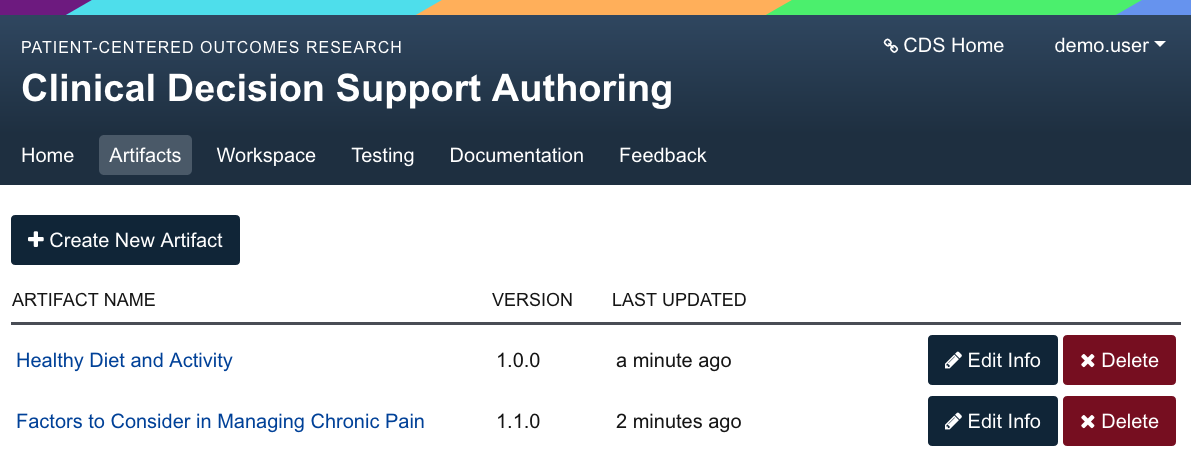 PATIENT-CENTERED OUTCOMES RESEARCH
CDS Home demo.user
Clinical Decision Support Authoring
Home Artifacts Workspace Testing Documentation Feedback
Create New Artifact
ARTIFACT NAME VERSION LAST UPDATED
Healthy Diet and Activity 1.0.0 a minute ago Edit Info Delete
Factors to Consider in Managing Chronic Pain 1.1.0 2 minutes ago Edit Info Delete